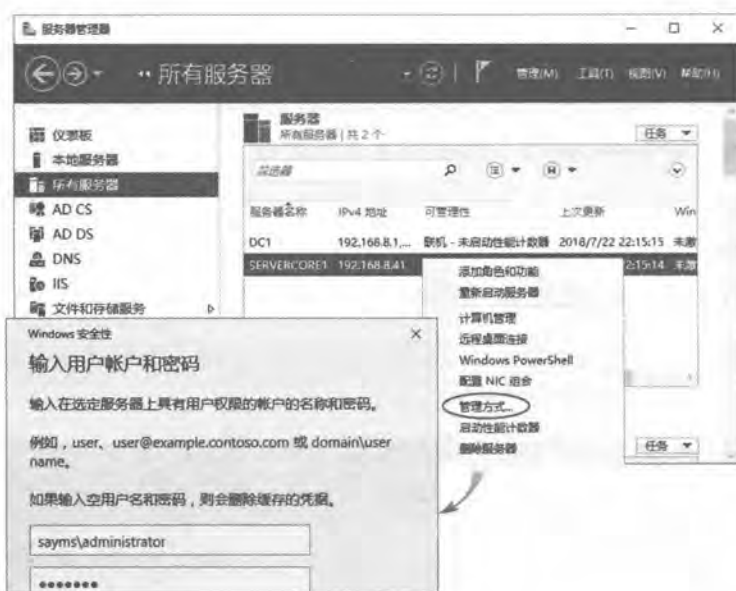 服务器管理器
所有服务器
管理(M) 工具(T) 视图(V) 帮助(H)
仪表板
本地服务器
所有服务器
AD CS
AD DS
DNS
IIS
文件和存储服务
服务器
所有服务器 | 共 2 个
任务
筛选器
服务器名称 IPv4 地址 可管理性 上次更新 Win
DC1 192.168.8.1,... 联机 - 未启动性能计数器 2018/7/22 22:15:15 未激
SERVERCORE1 192.168.8.41 2:15:14 未激
添加角色和功能
重新启动服务器
计算机管理
远程桌面连接
Windows PowerShell
配置 NIC 组合
管理方式...
启动性能计数器
删除服务器
任务
Windows 安全性
输入用户帐户和密码
输入在选定服务器上具有用户权限的帐户的名称和密码。
例如，user、user@example.contoso.com 或 domain\user
name。
如果输入空用户名和密码，则会删除缓存的凭据。
sayms\administrator
●●●●●●●